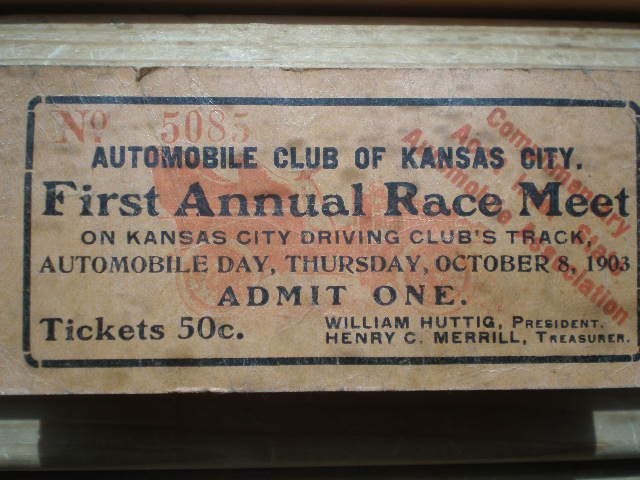 Nº 5085
AUTOMOBILE CLUB OF KANSAS CITY.
First Annual Race Meet
ON KANSAS CITY DRIVING CLUB'S TRACK,
AUTOMOBILE DAY, THURSDAY, OCTOBER 8, 1903
ADMIT ONE.
Tickets 50c.
WILLIAM HUTTIG, PRESIDENT.
HENRY C. MERRILL, TREASURER.
Complimentary
Automobile Association